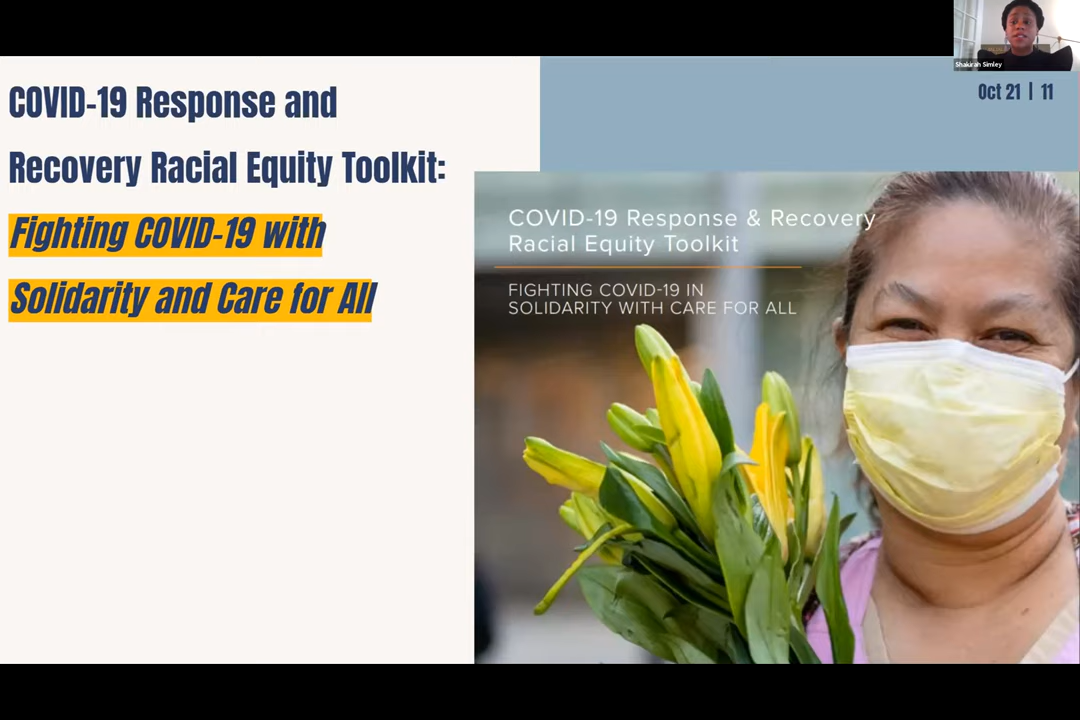 Shakirah Simley
Oct 21 | 11
COVID-19 Response and
Recovery Racial Equity Toolkit:
Fighting COVID-19 with
Solidarity and Care for All
COVID-19 Response & Recovery
Racial Equity Toolkit
FIGHTING COVID-19 IN
SOLIDARITY WITH CARE FOR ALL